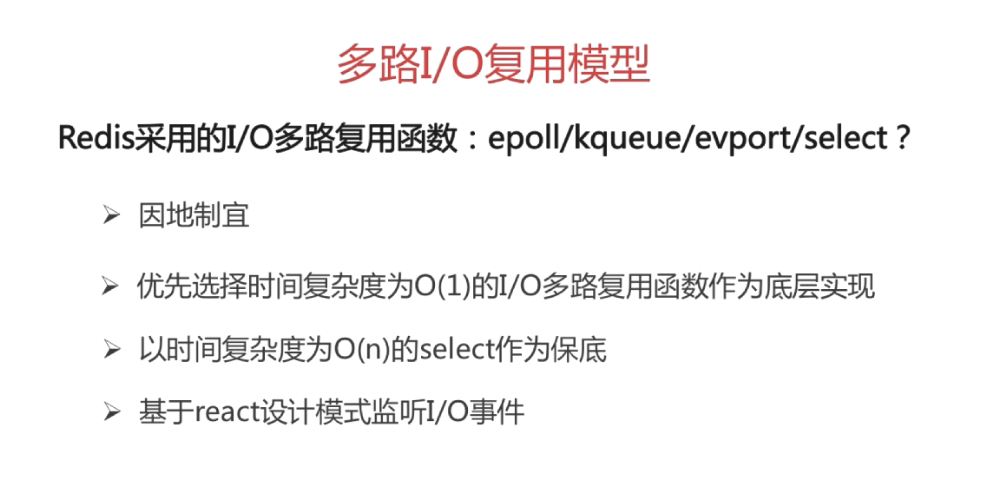 多路I/O复用模型
Redis采用的I/O多路复用函数：epoll/kqueue/evport/select？
➢ 因地制宜
➢ 优先选择时间复杂度为O(1)的I/O多路复用函数作为底层实现
➢ 以时间复杂度为O(n)的select作为保底
➢ 基于react设计模式监听I/O事件